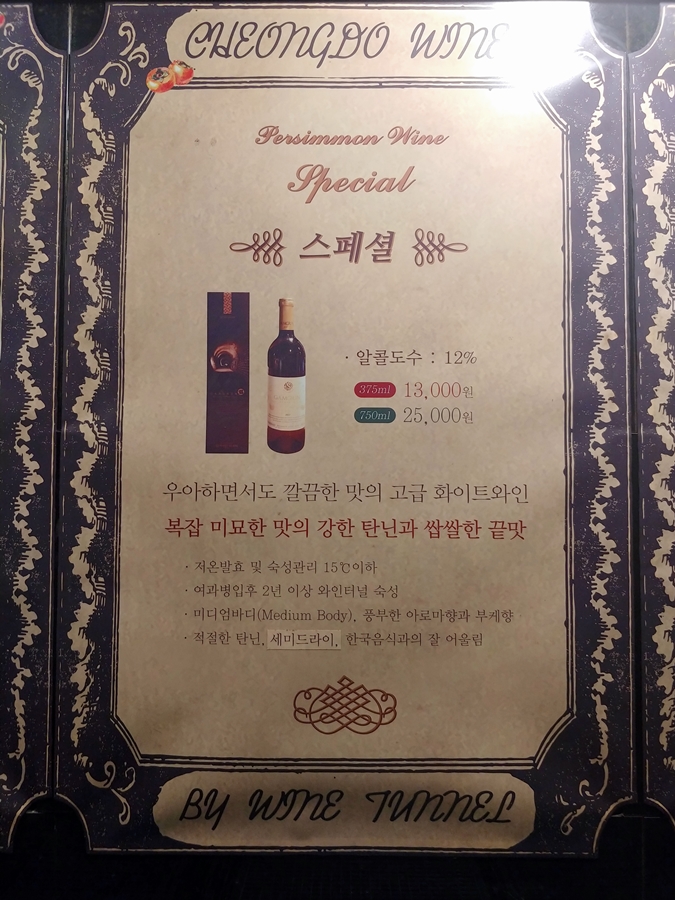 CHEONGDO WINE
Persimmon Wine
Special
스페셜
· 알콜도수 : 12%
375ml 13,000원
750ml 25,000원
우아하면서도 깔끔한 맛의 고급 화이트와인
복잡 미묘한 맛의 강한 탄닌과 쌉쌀한 끝맛
· 저온발효 및 숙성관리 15℃이하
· 여과병입후 2년 이상 와인터널 숙성
· 미디엄바디(Medium Body), 풍부한 아로마향과 부케향
· 적절한 탄닌, 세미드라이, 한국음식과의 잘 어울림
BY WINE TUNNEL